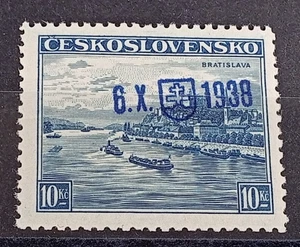 ČESKOSLOVENSKO
BRATISLAVA
6.X. 1938
10Kč 10Kč